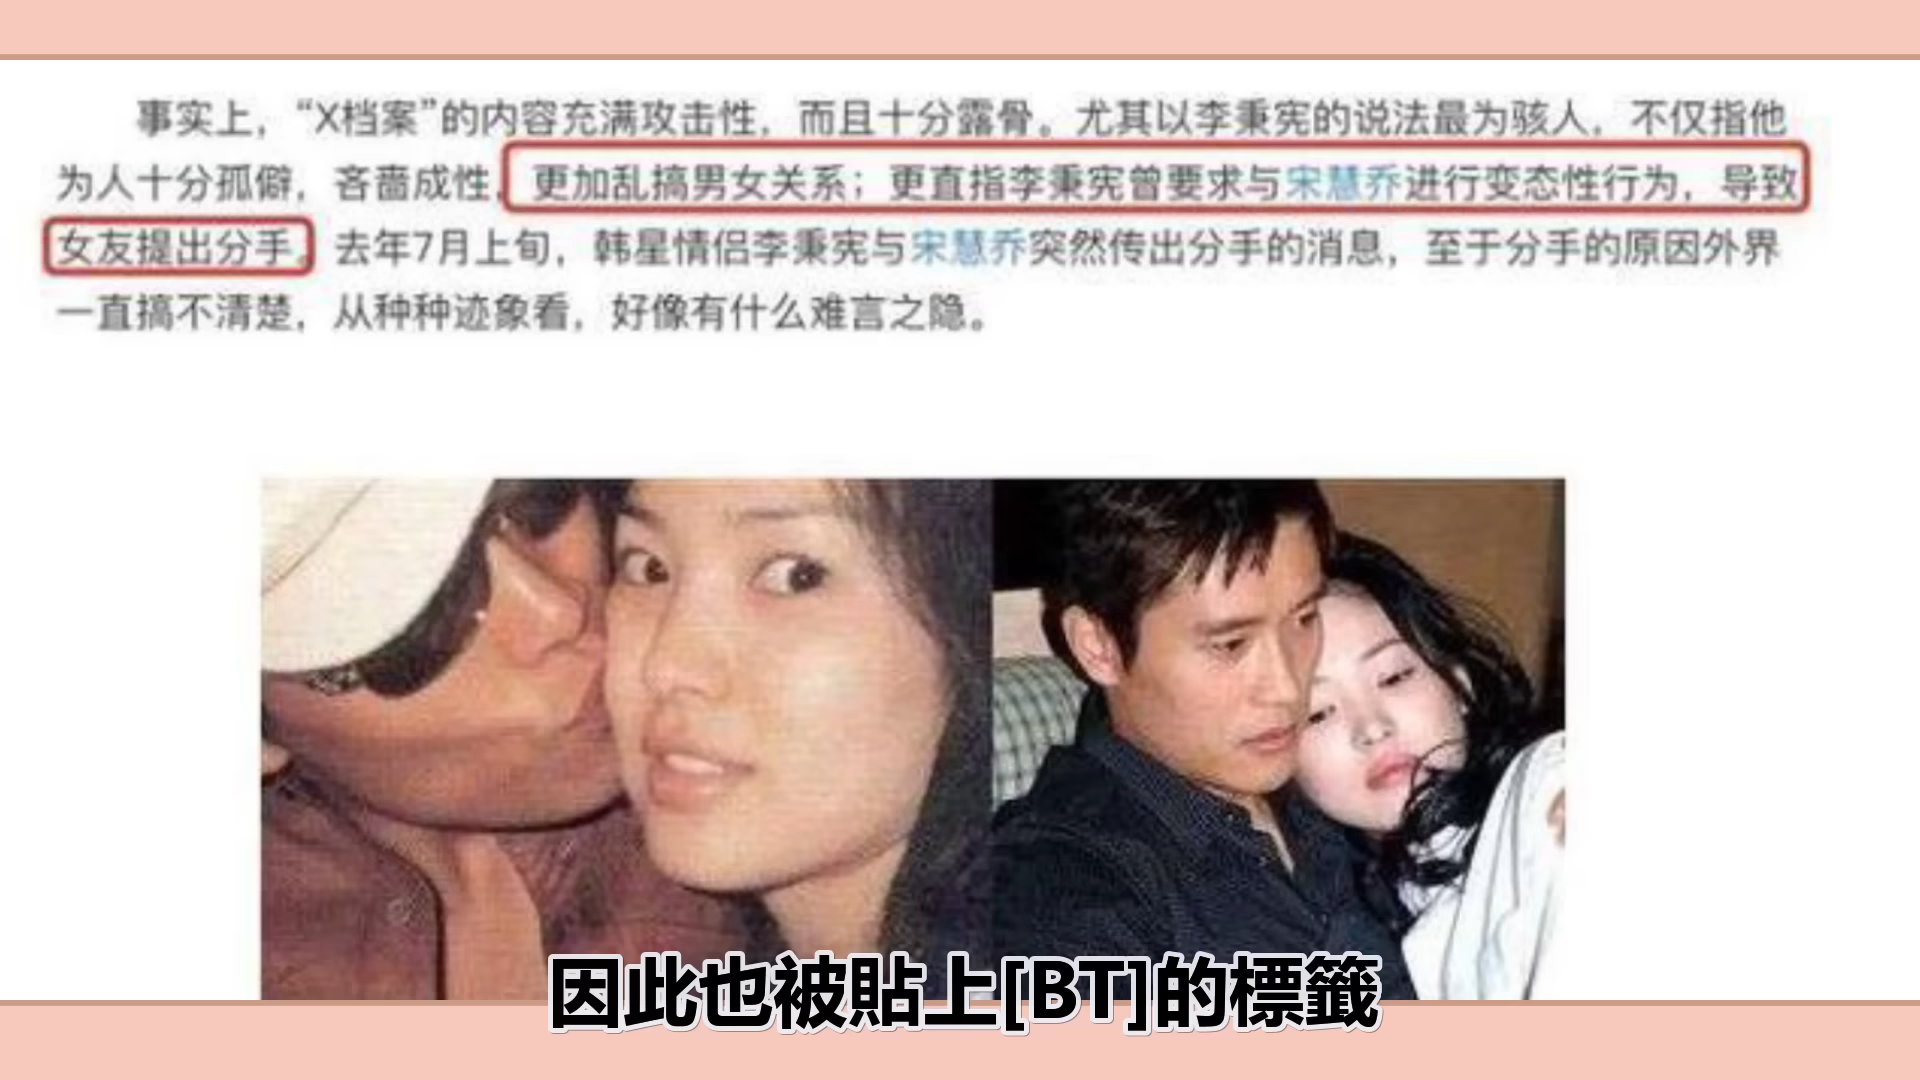 事实上，“X档案”的内容充满攻击性，而且十分露骨。尤其以李秉宪的说法最为骇人，不仅指他
为人十分孤僻，吝啬成性，更加乱搞男女关系；更直指李秉宪曾要求与宋慧乔进行变态性行为，导致
女友提出分手。去年7月上旬，韩星情侣李秉宪与宋慧乔突然传出分手的消息，至于分手的原因外界
一直搞不清楚，从种种迹象看，好像有什么难言之隐。
因此也被貼上[BT]的標籤